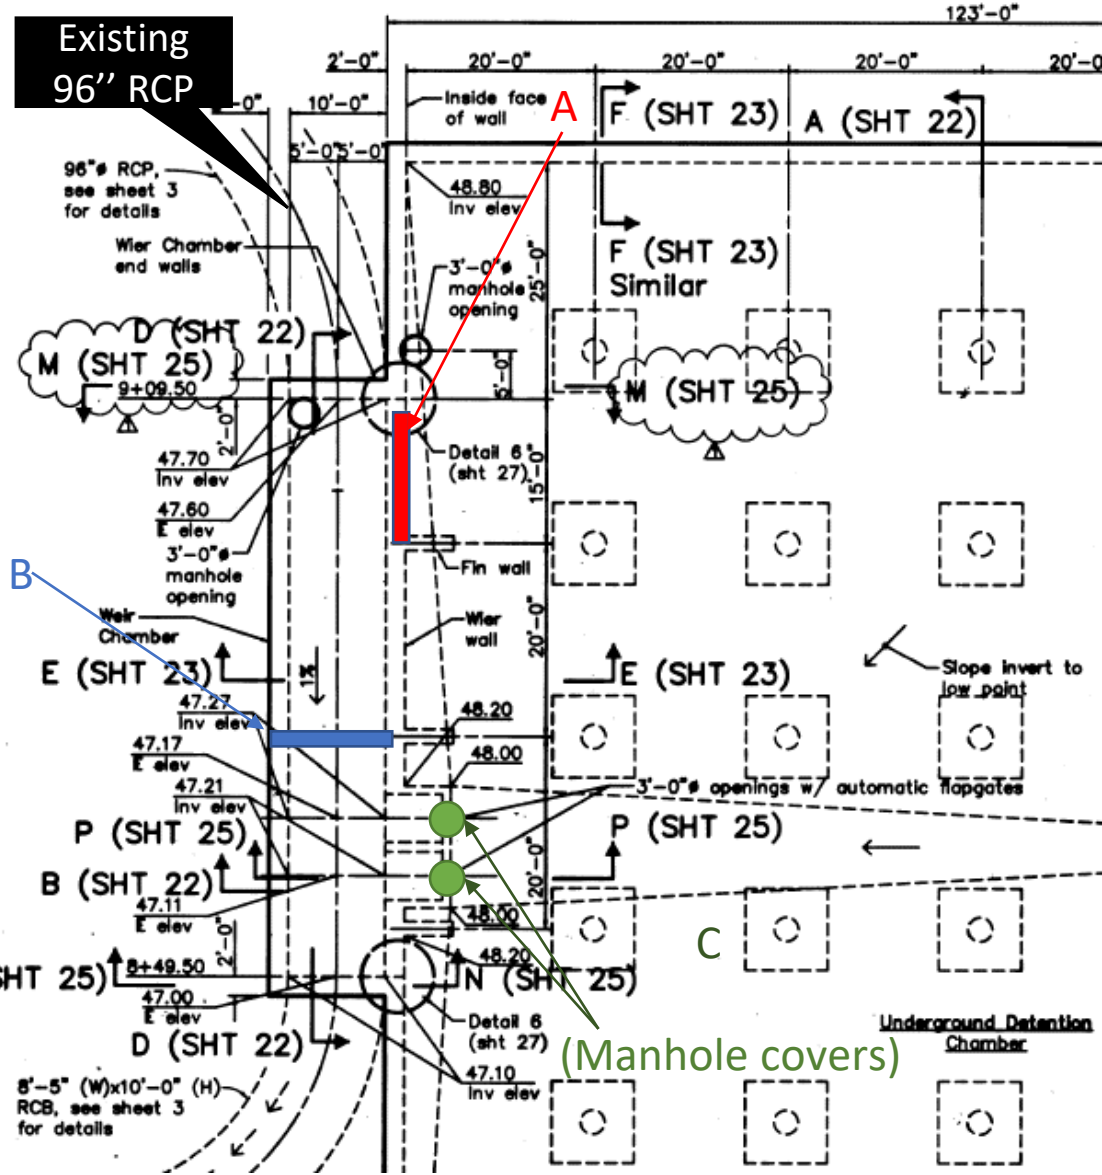 123'-0"
Existing
96'' RCP
2'-0"
20'-0"
20'-0"
20'-0"
20'-0"
-0"
10'-0"
Inside face
of wall
A
F (SHT 23)
A (SHT 22)
5'-0"
5'-0"
96"ø RCP,
see sheet 3
for details
48.80
Inv elev
Wier Chamber
end walls
3'-0"ø
manhole
opening
F (SHT 23)
Similar
25'-0"
D (SHT 22)
M (SHT 25)
9+09.50
5'-0"
M (SHT 25)
2'-0"
47.70
Inv elev
Detail 6
(sht 27)
15'-0"
47.60
E elev
3'-0"ø
manhole
opening
Fin wall
B
Weir
Chamber
Wier
wall
20'-0"
E (SHT 23)
1%
E (SHT 23)
Slope invert to
low point
47.27
Inv elev
48.20
47.17
E elev
48.00
47.21
Inv elev
3'-0"ø openings w/ automatic flapgates
P (SHT 25)
P (SHT 25)
B (SHT 22)
20'-0"
47.11
E elev
48.00
C
2'-0"
48.20
SHT 25)
8+49.50
N (SHT 25)
47.00
E elev
Detail 6
(sht 27)
Underground Detention
Chamber
D (SHT 22)
(Manhole covers)
47.10
Inv elev
8'-5" (W)x10'-0" (H)
RCB, see sheet 3
for details